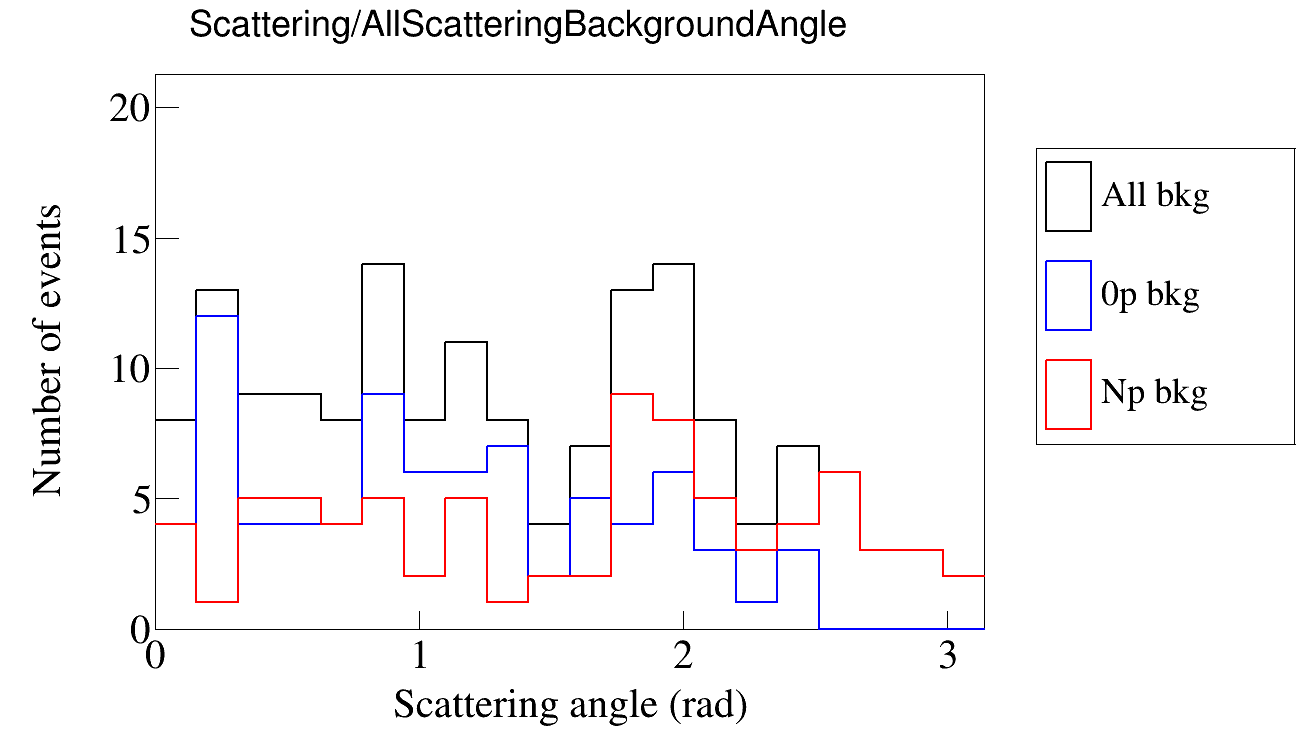 Scattering/AllScatteringBackgroundAngle
20
15
10
5
0
0 1 2 3
Number of events
Scattering angle (rad)
All bkg
0p bkg
Np bkg